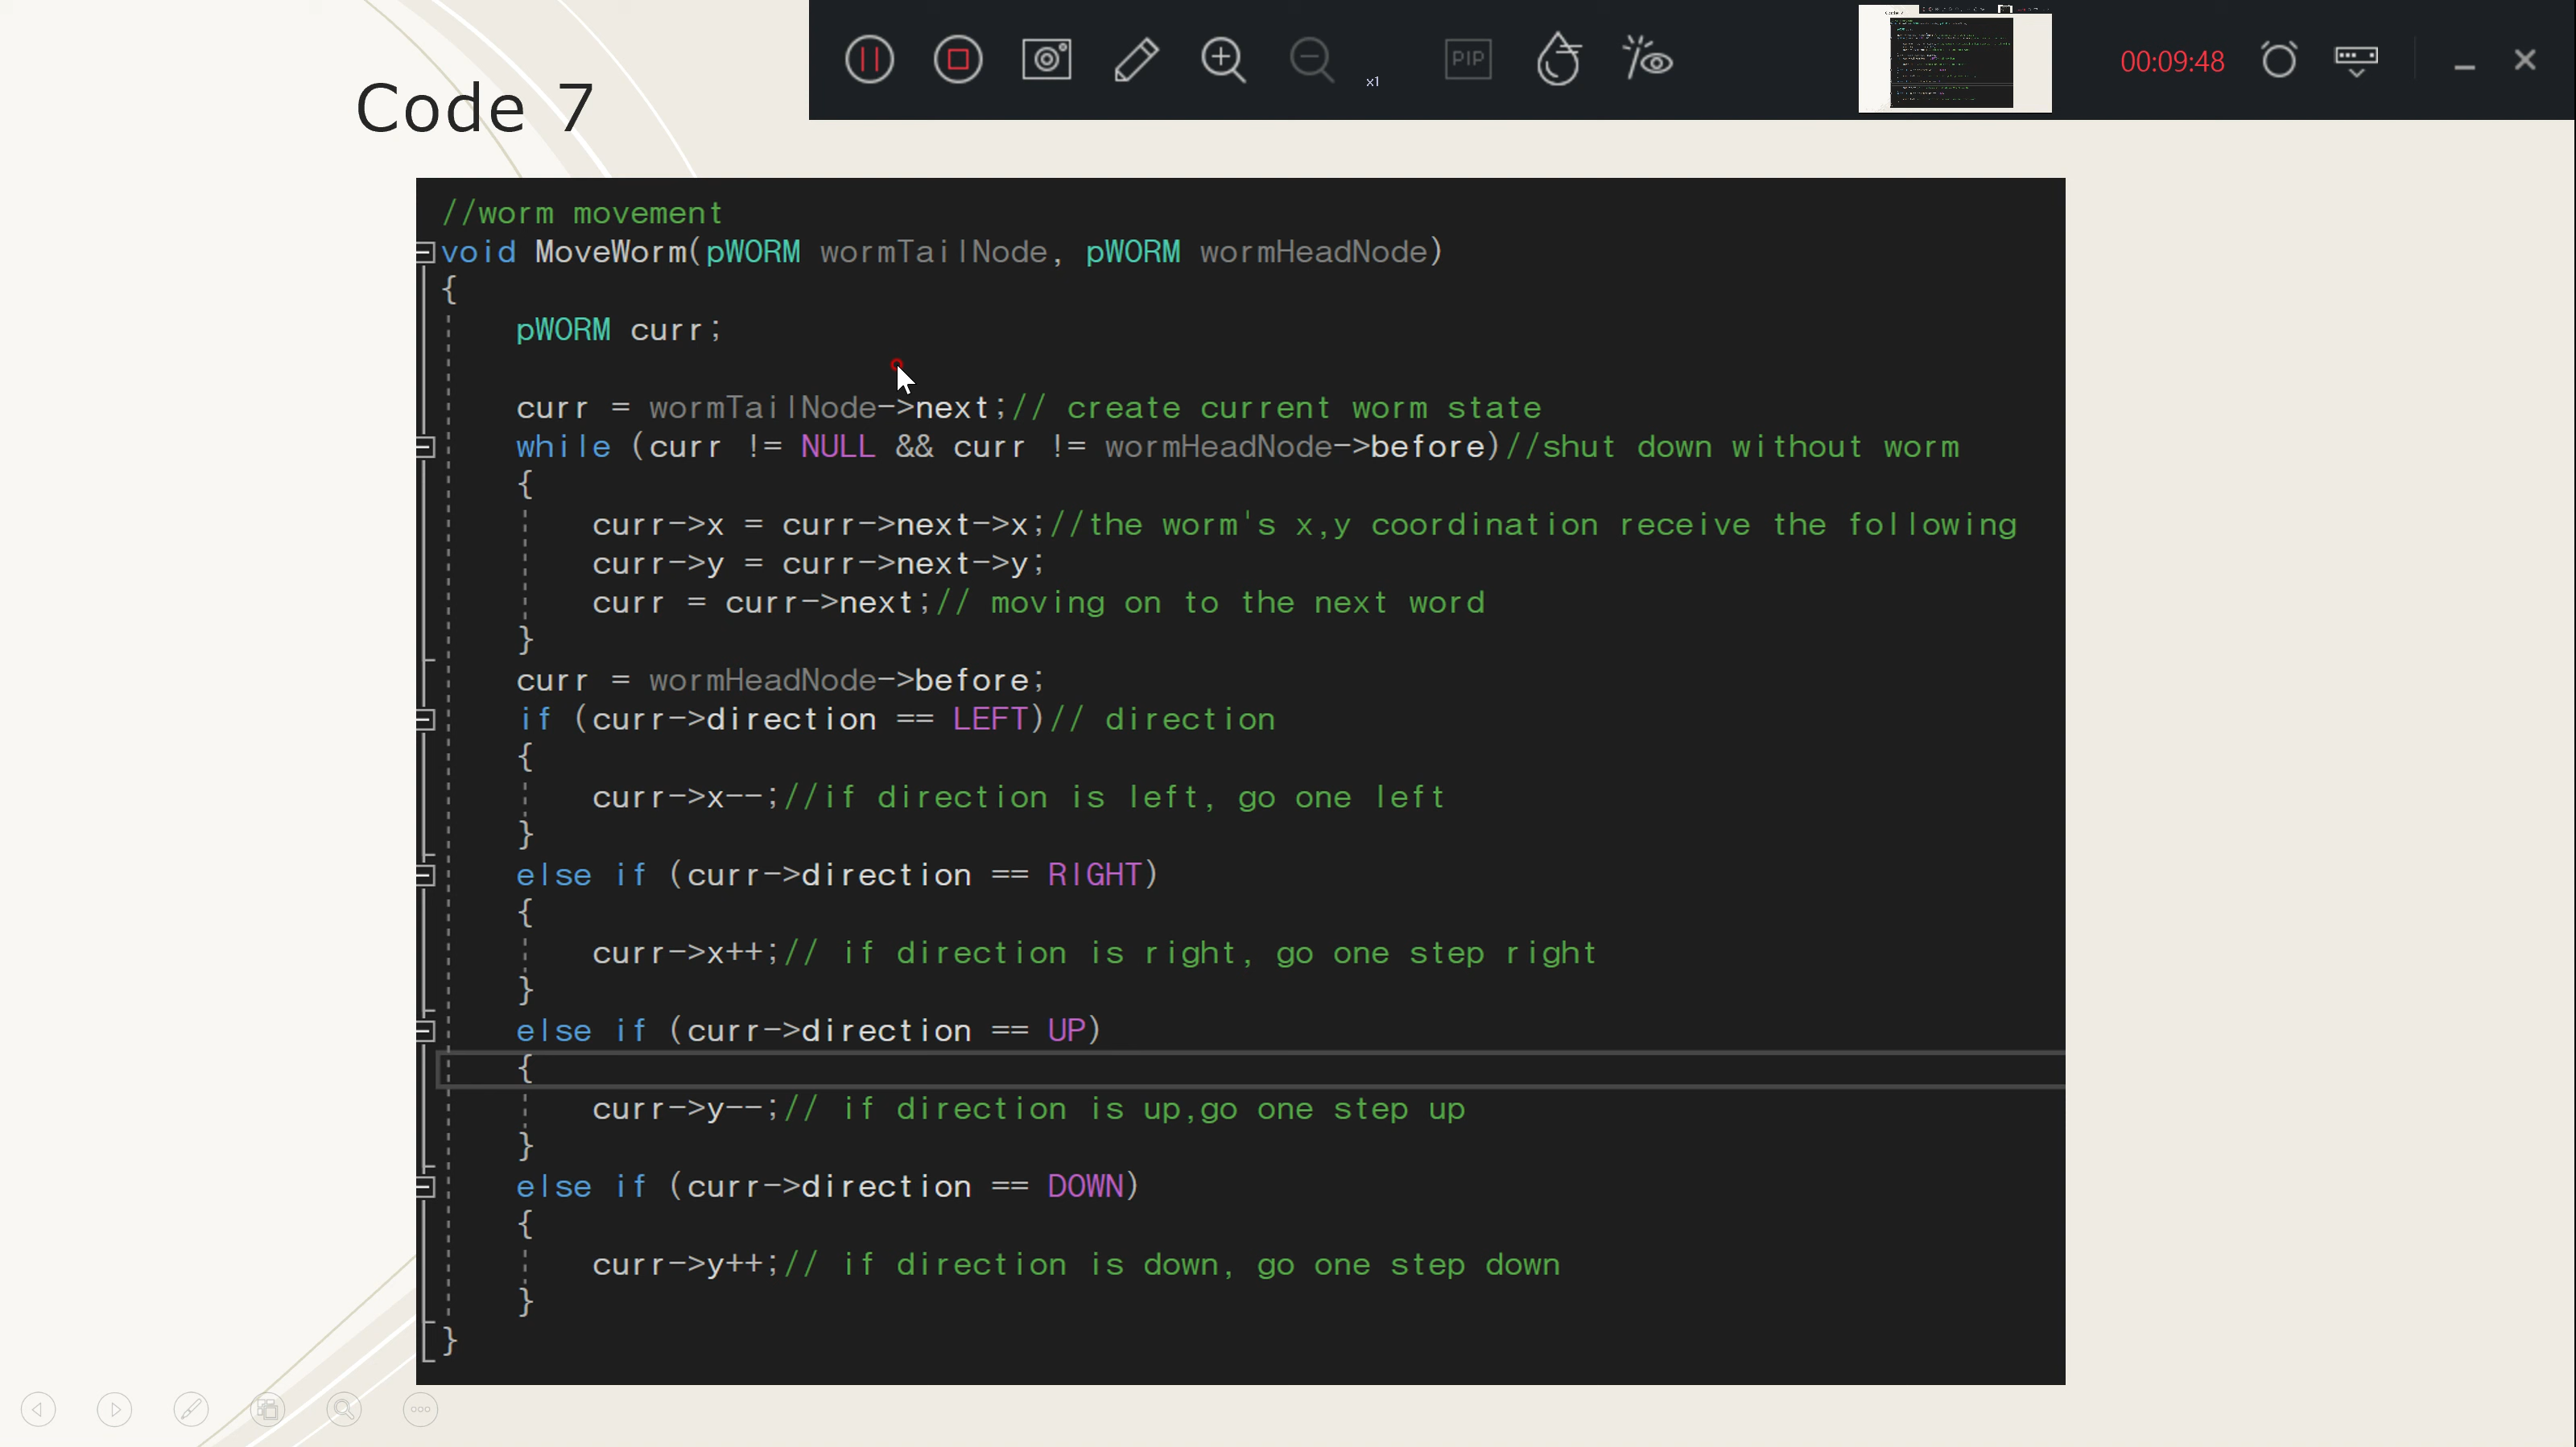 Code 7
x1
PIP
00:09:48
//worm movement
void MoveWorm(pWORM wormTailNode, pWORM wormHeadNode)
{
pWORM curr;
curr = wormTailNode->next;// create current worm state
while (curr != NULL && curr != wormHeadNode->before)//shut down without worm
{
curr->x = curr->next->x;//the worm's x,y coordination receive the following
curr->y = curr->next->y;
curr = curr->next;// moving on to the next word
}
curr = wormHeadNode->before;
if (curr->direction == LEFT)// direction
{
curr->x--;//if direction is left, go one left
}
else if (curr->direction == RIGHT)
{
curr->x++;// if direction is right, go one step right
}
else if (curr->direction == UP)
{
curr->y--;// if direction is up,go one step up
}
else if (curr->direction == DOWN)
{
curr->y++;// if direction is down, go one step down
}
}